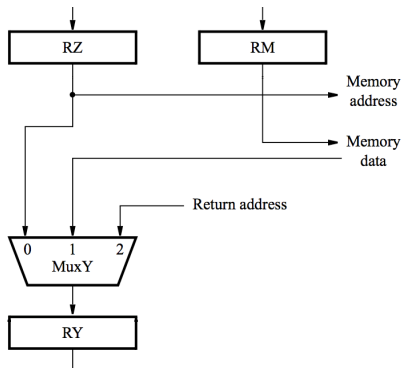 RZ
RM
Memory
address
Memory
data
Return address
0 1 2
MuxY
RY